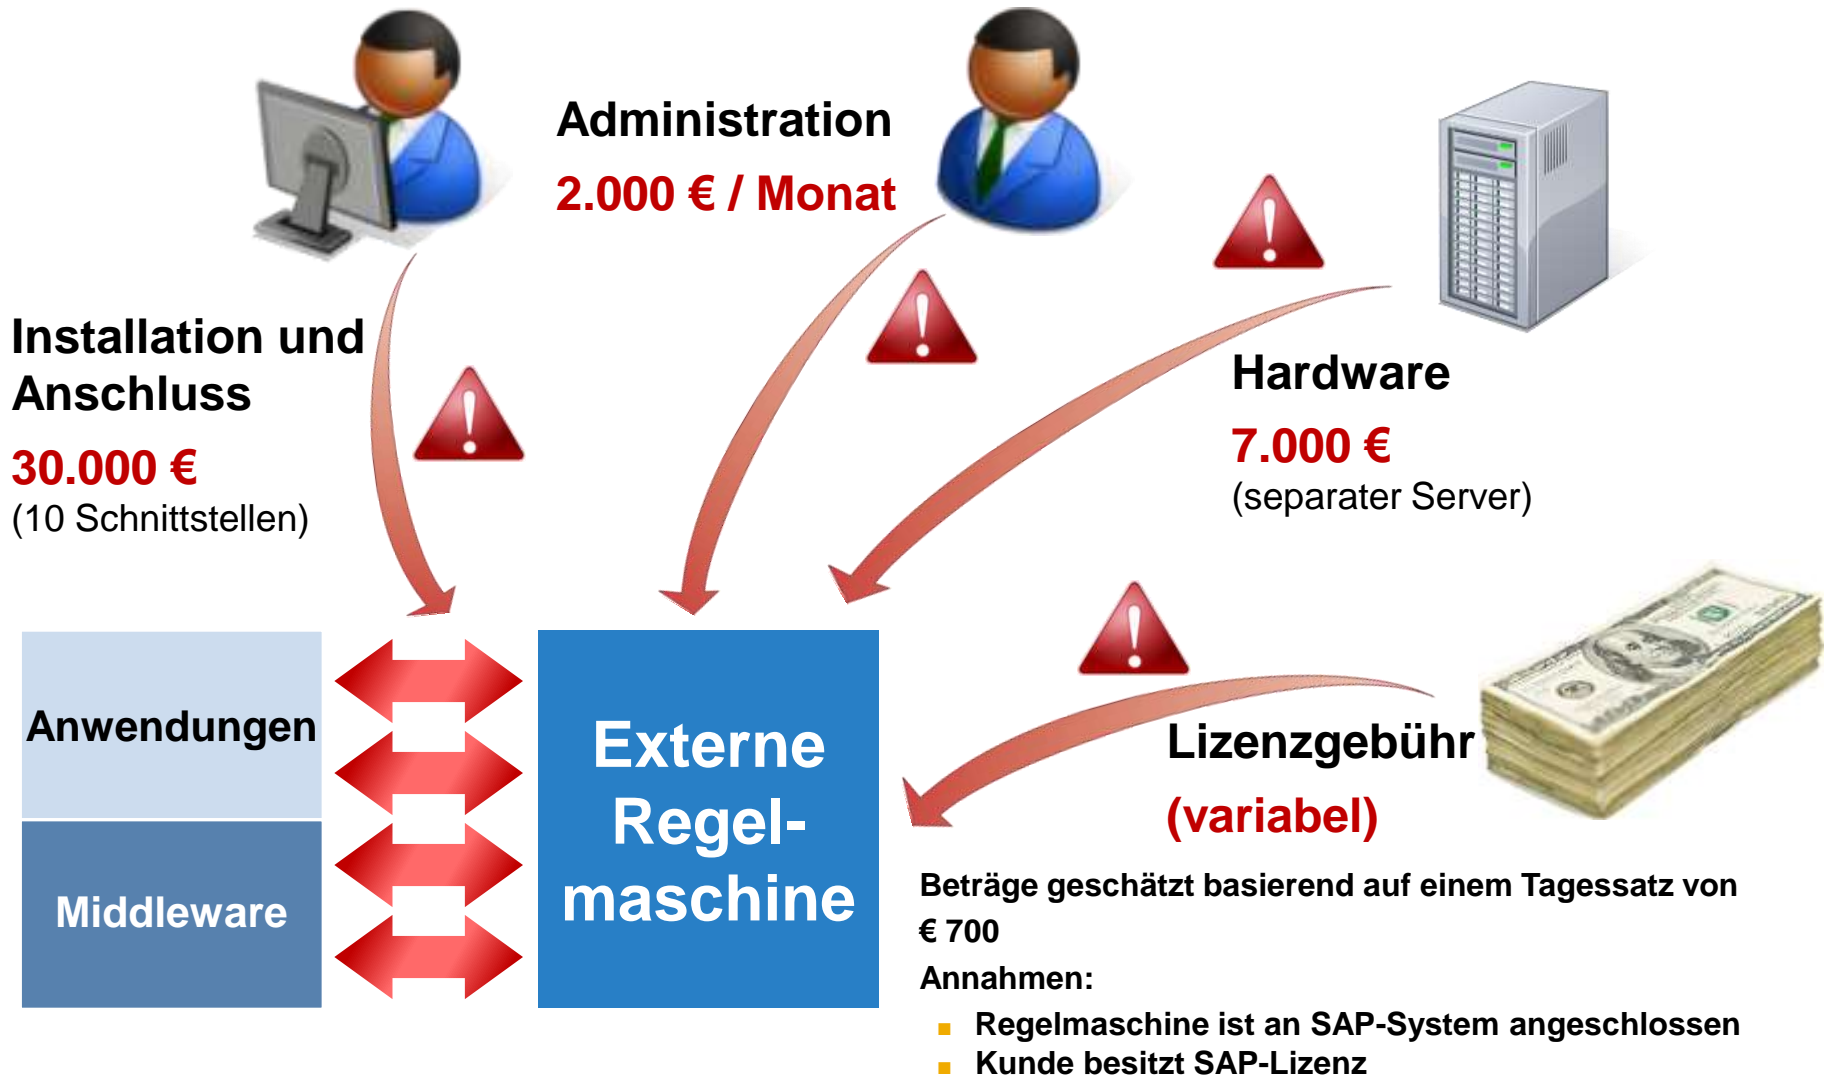 Administration
2.000 € / Monat
Installation und
Anschluss
30.000 €
(10 Schnittstellen)
Hardware
7.000 €
(separater Server)
Lizenzgebühr
(variabel)
Anwendungen
Middleware
Externe
Regel-
maschine
Beträge geschätzt basierend auf einem Tagessatz von
€ 700
Annahmen:
■ Regelmaschine ist an SAP-System angeschlossen
■ Kunde besitzt SAP-Lizenz